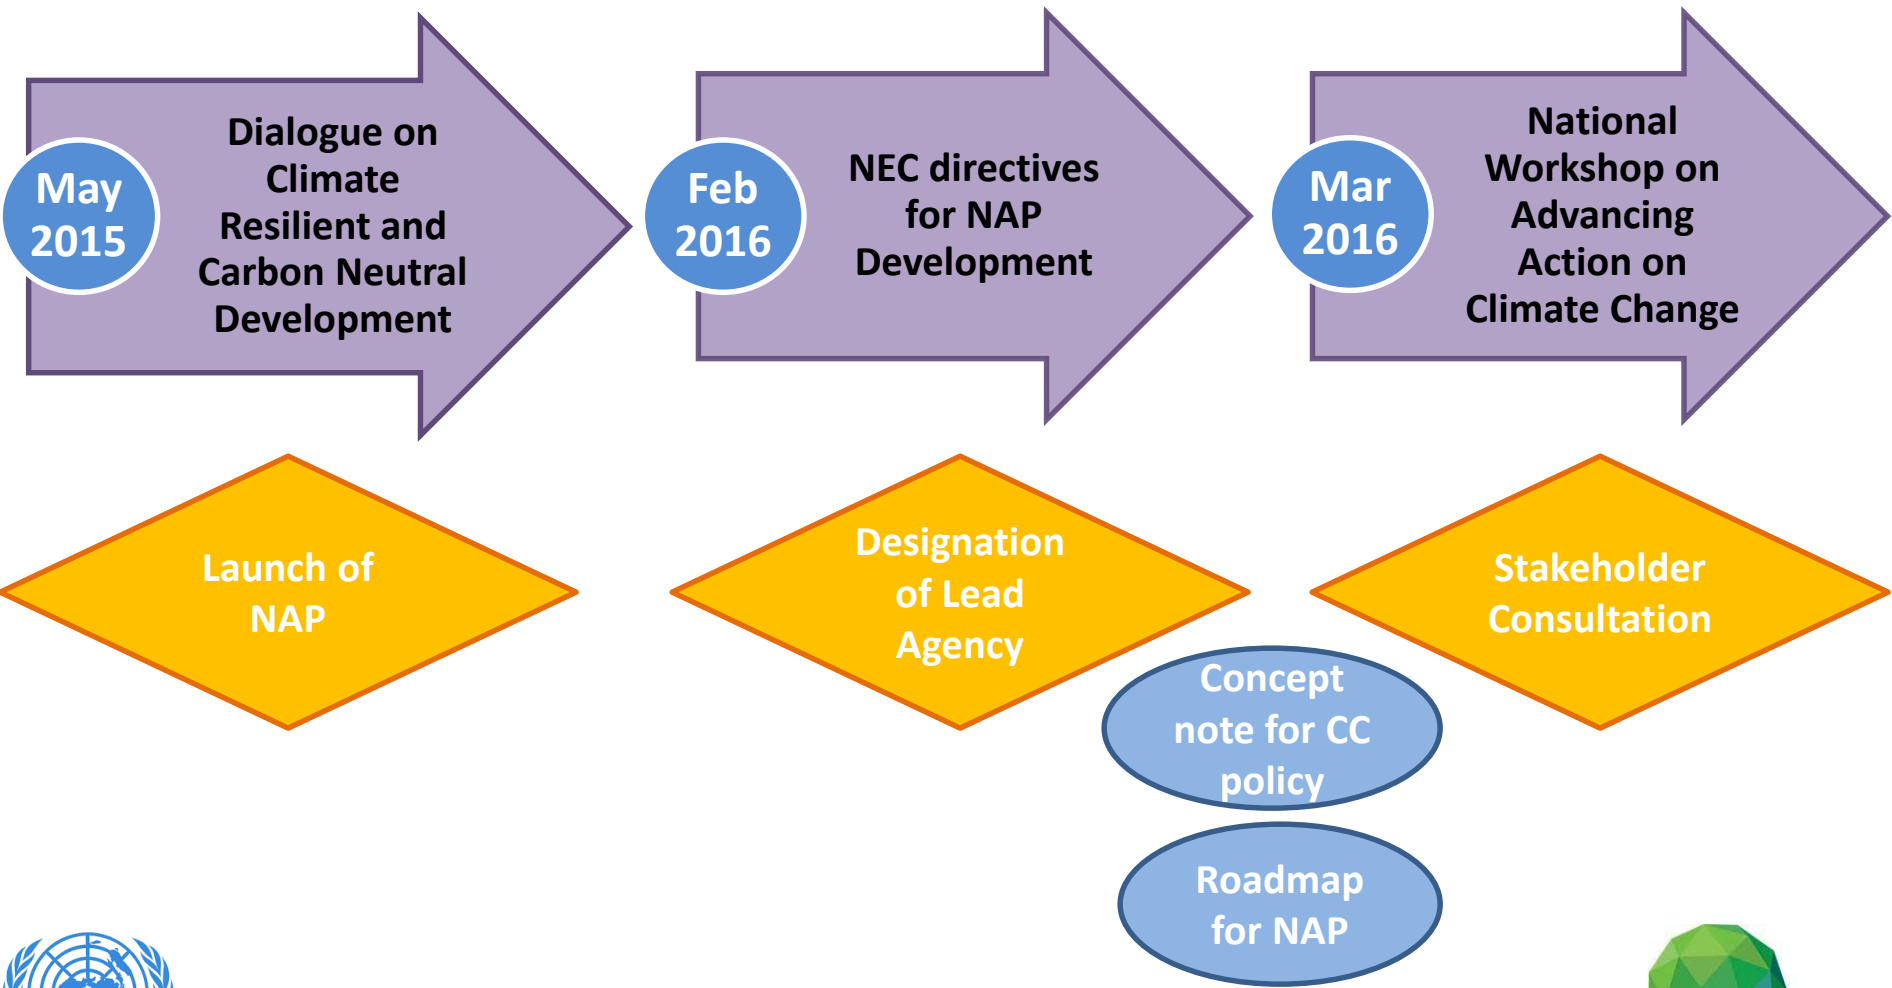 May
2015
Dialogue on
Climate
Resilient and
Carbon Neutral
Development
Feb
2016
NEC directives
for NAP
Development
Mar
2016
National
Workshop on
Advancing
Action on
Climate Change
Launch of
NAP
Designation
of Lead
Agency
Stakeholder
Consultation
Concept
note for CC
policy
Roadmap
for NAP